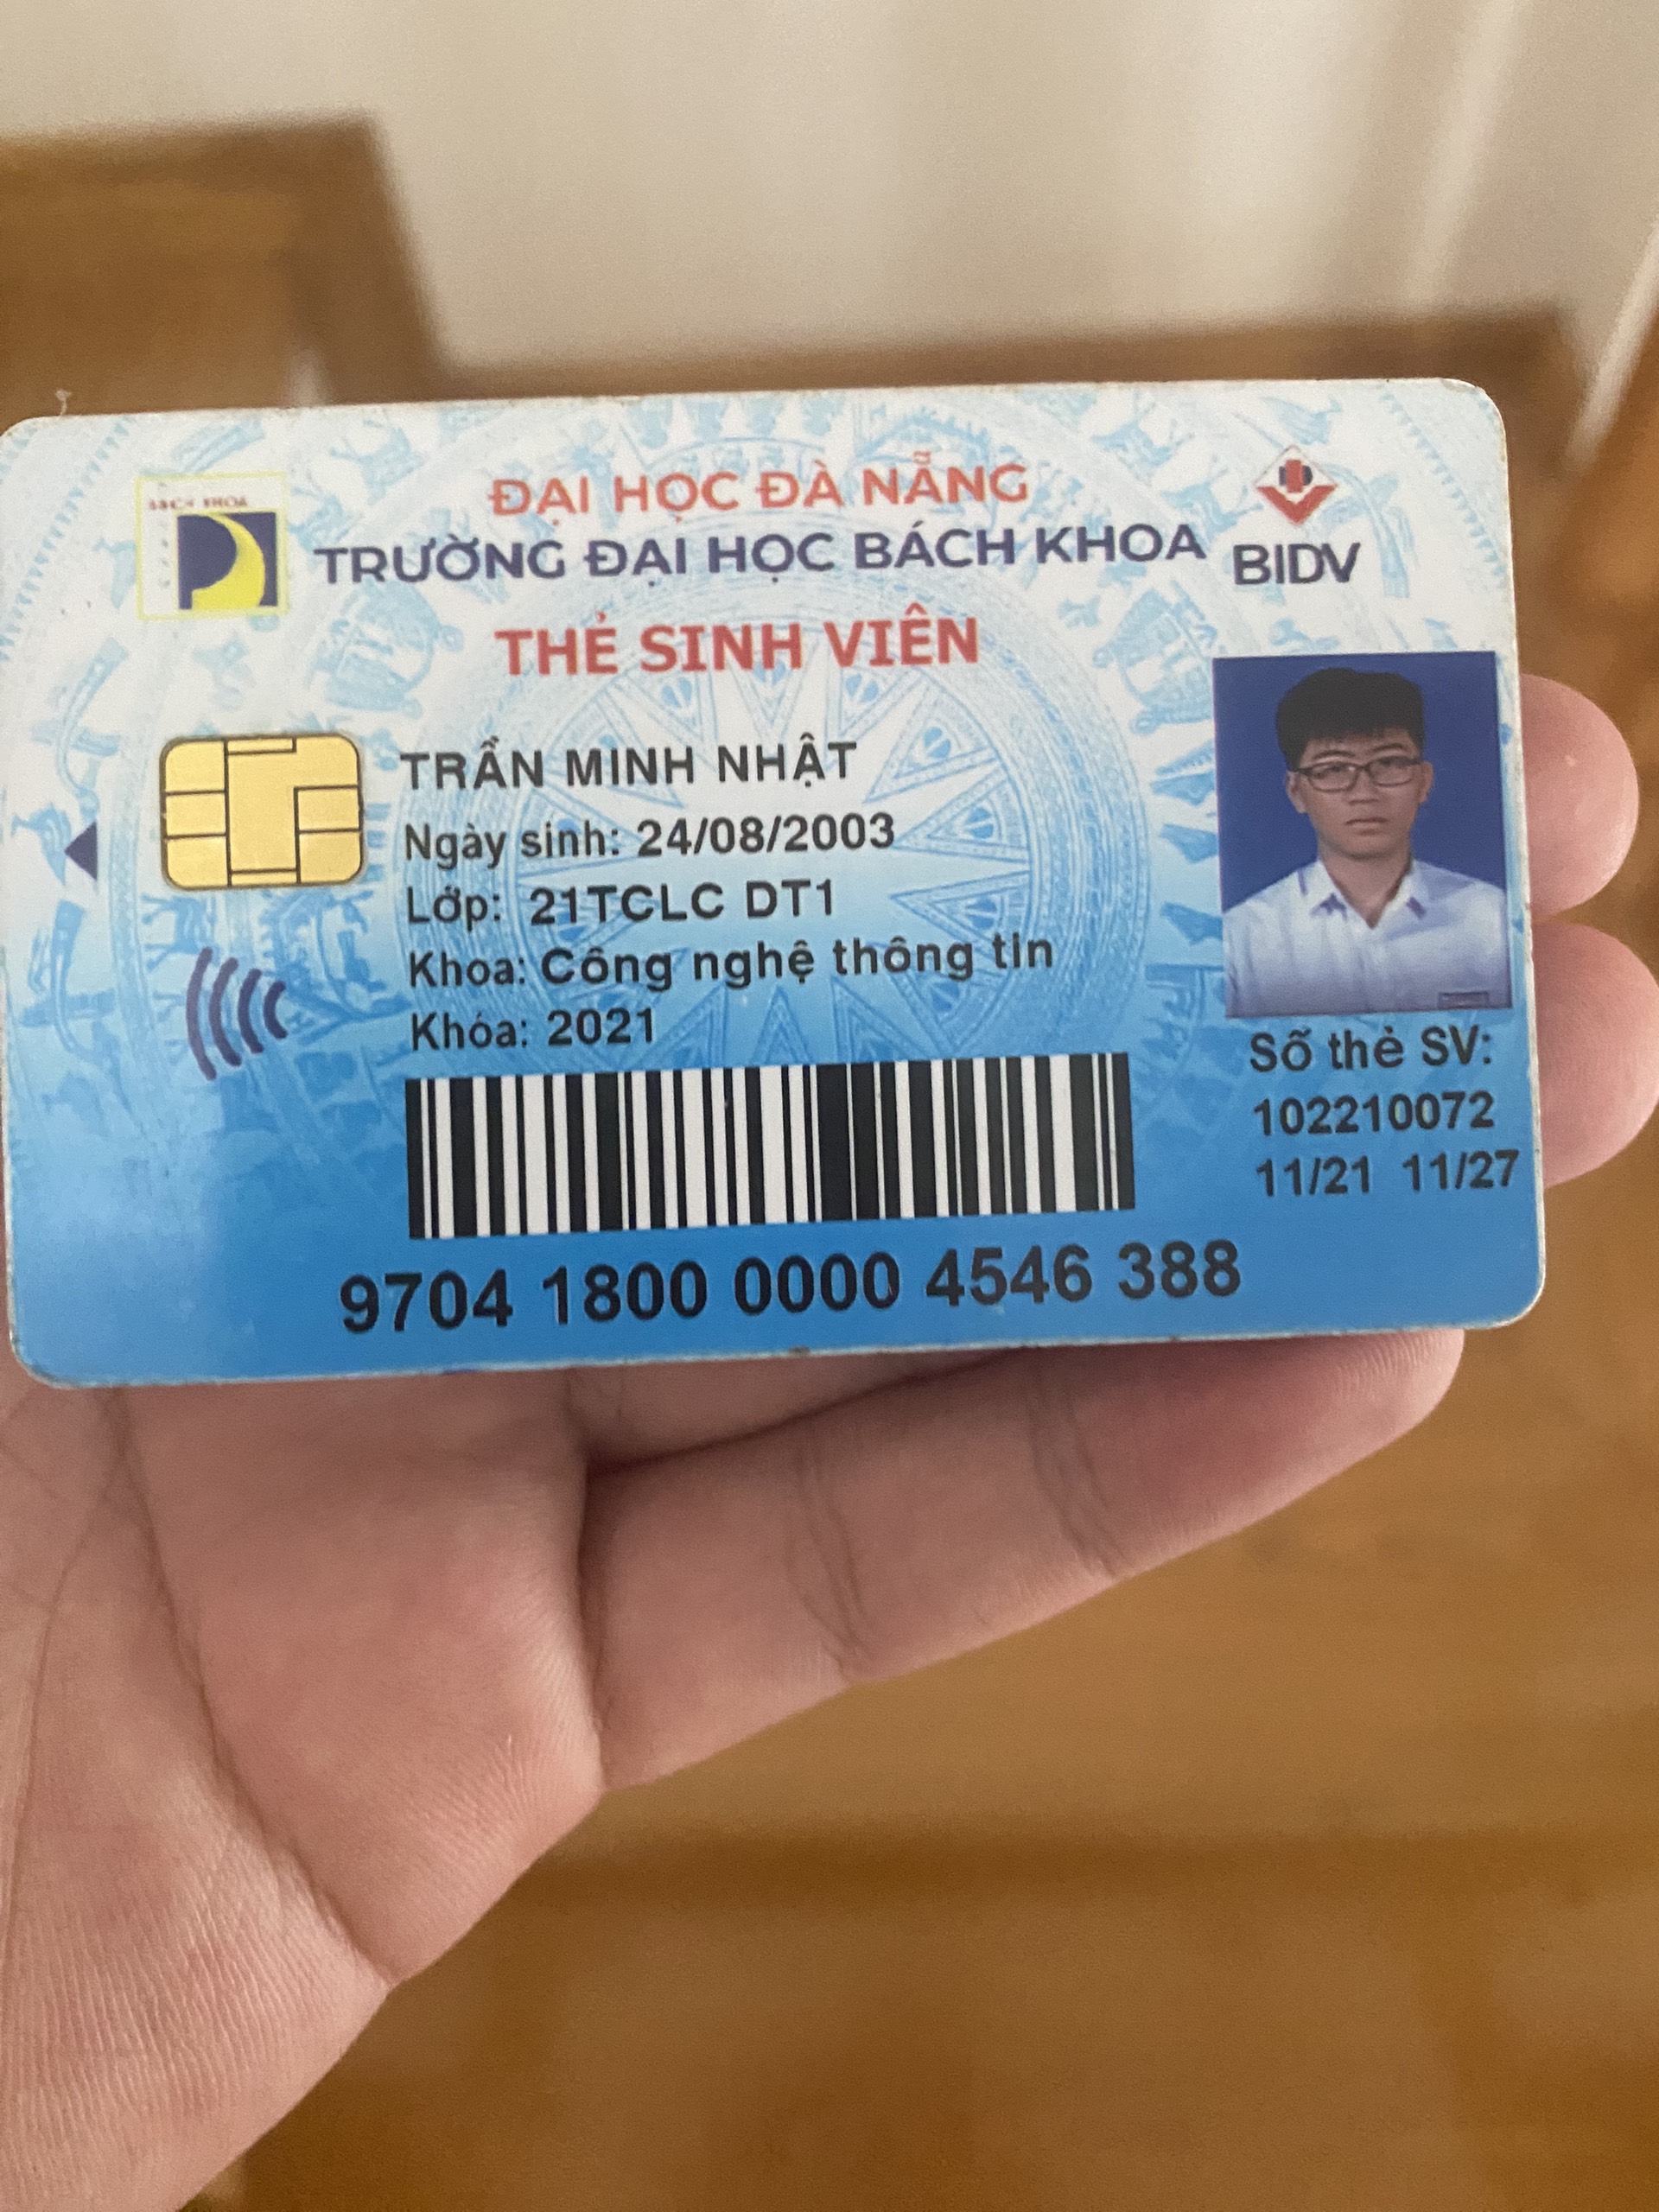 ĐẠI HỌC ĐÀ NẴNG
TRƯỜNG ĐẠI HỌC BÁCH KHOA
BÁCH KHOA
BIDV
THẺ SINH VIÊN
TRẦN MINH NHẬT
Ngày sinh: 24/08/2003
Lớp: 21TCLC DT1
Khoa: Công nghệ thông tin
Khóa: 2021
Số thẻ SV:
102210072
11/21 11/27
9704 1800 0000 4546 388